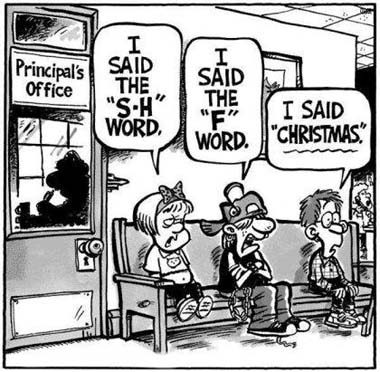 Principal's
Office
I
SAID
THE
"S-H"
WORD.
I
SAID
THE
"F"
WORD.
I SAID
"CHRISTMAS."